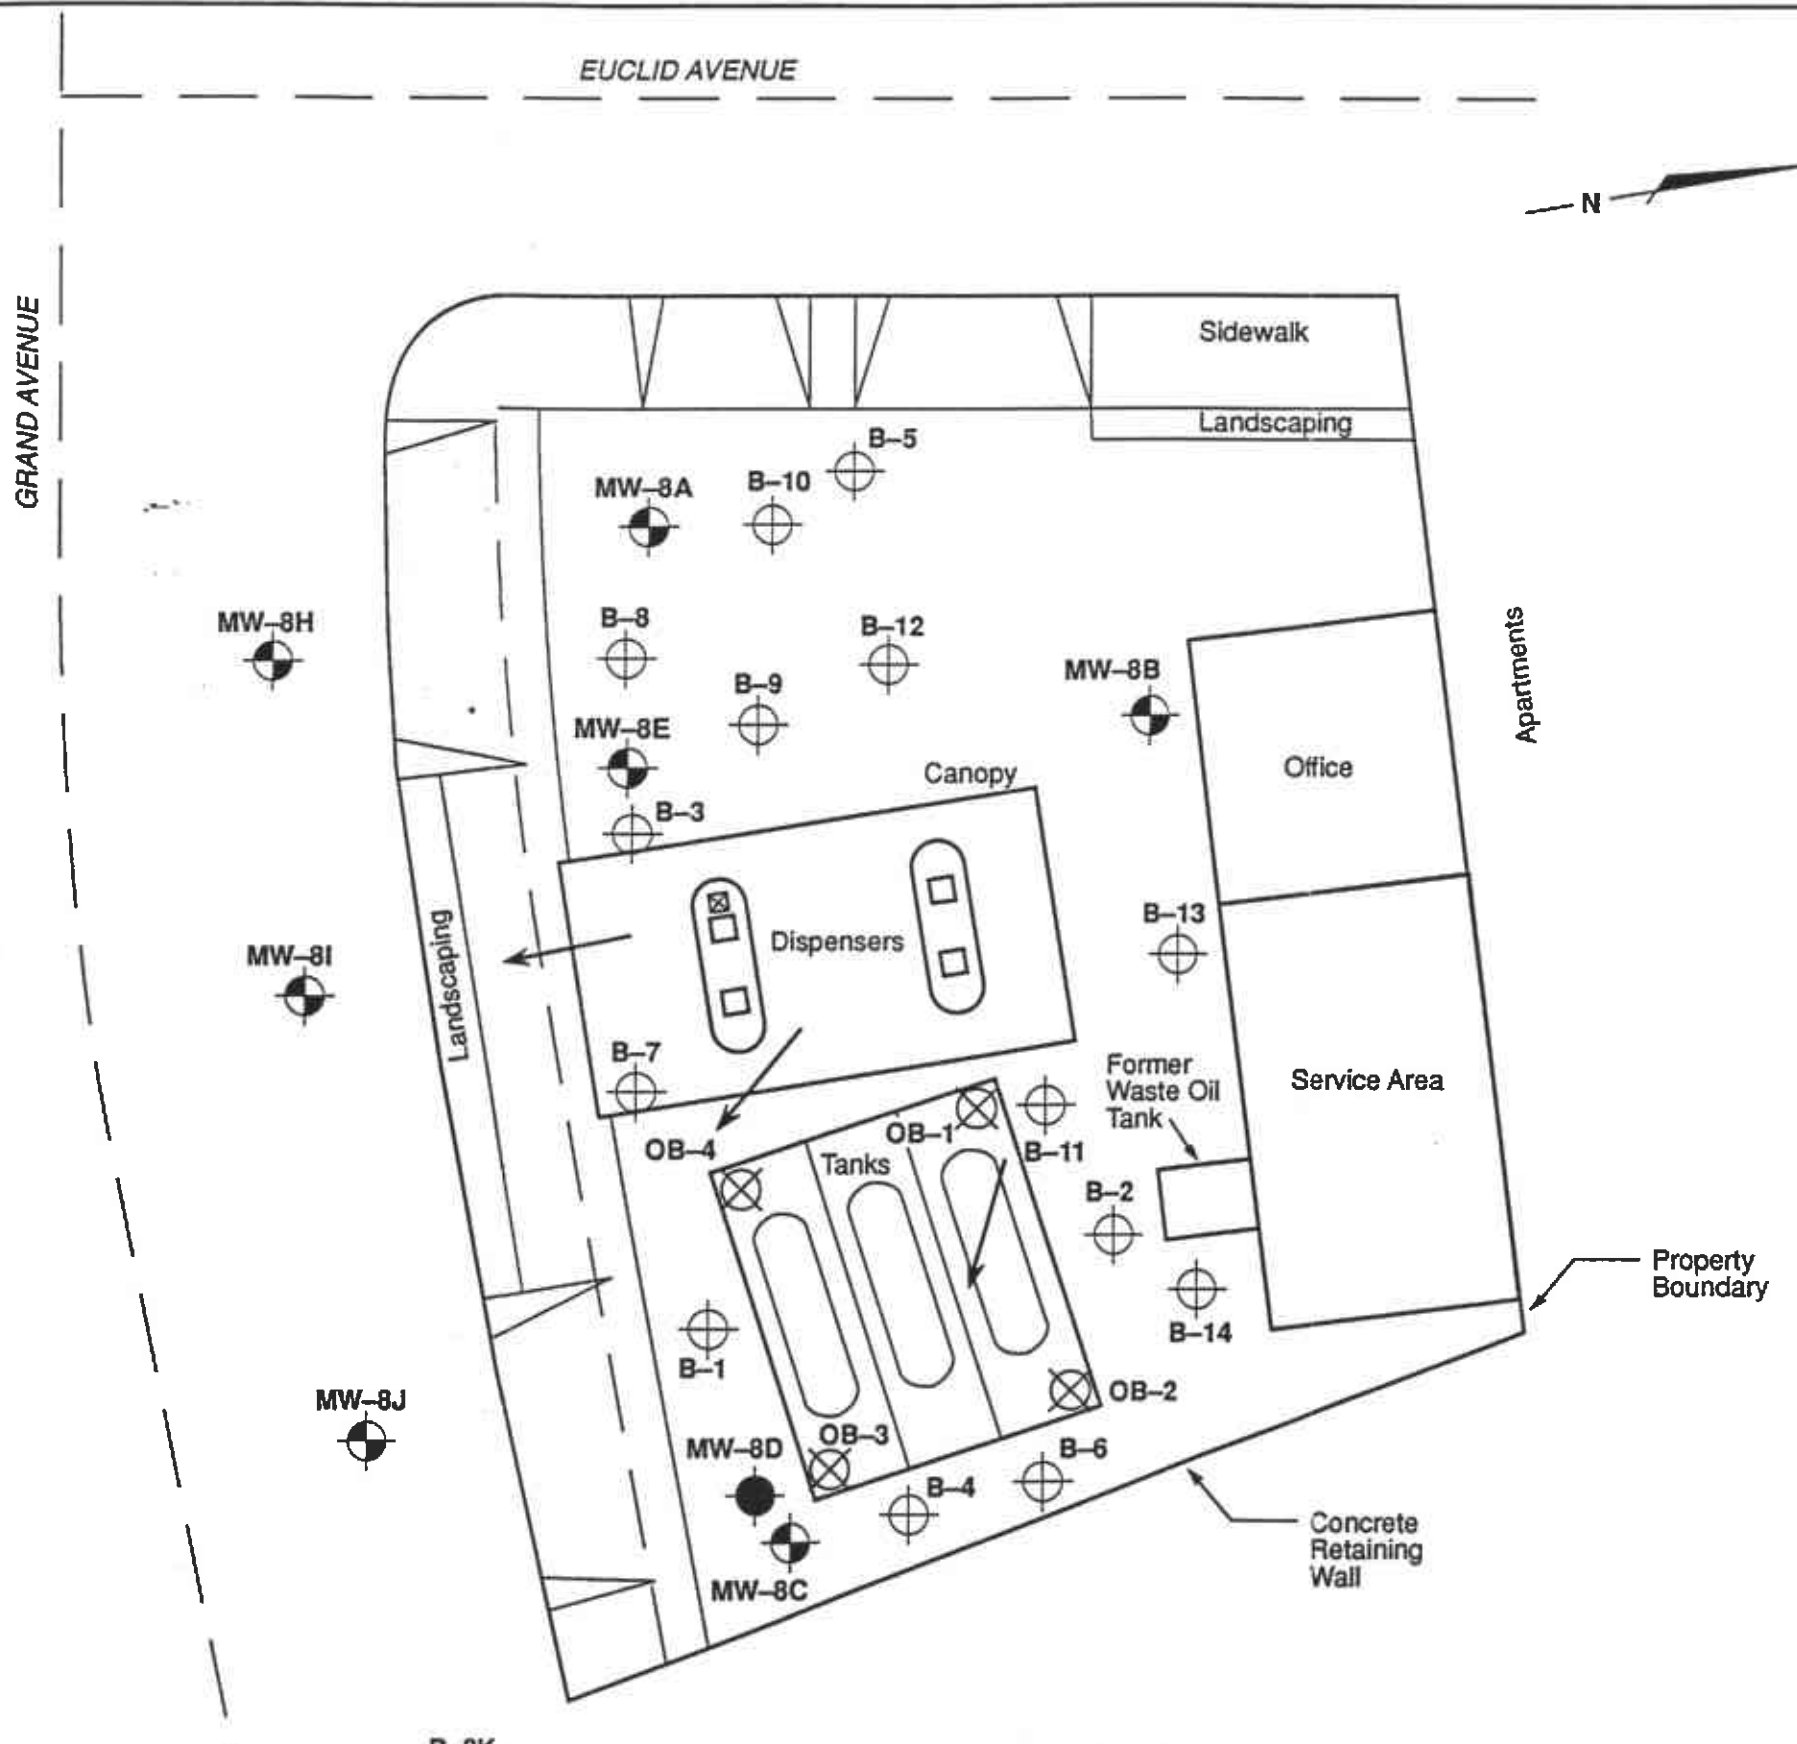 EUCLID AVENUE
N
GRAND AVENUE
Sidewalk
Landscaping
B–5
MW–8A
B–10
MW–8H
B–8
B–12
MW–8B
Apartments
B–9
MW–8E
Office
Canopy
B–3
B–13
Dispensers
MW–8I
Landscaping
B–7
Former
Waste Oil
Tank
Service Area
OB–4
OB–1
B–11
Tanks
B–2
Property
Boundary
B–14
B–1
OB–2
MW–8J
OB–3
MW–8D
B–6
B–4
Concrete
Retaining
Wall
MW–8C